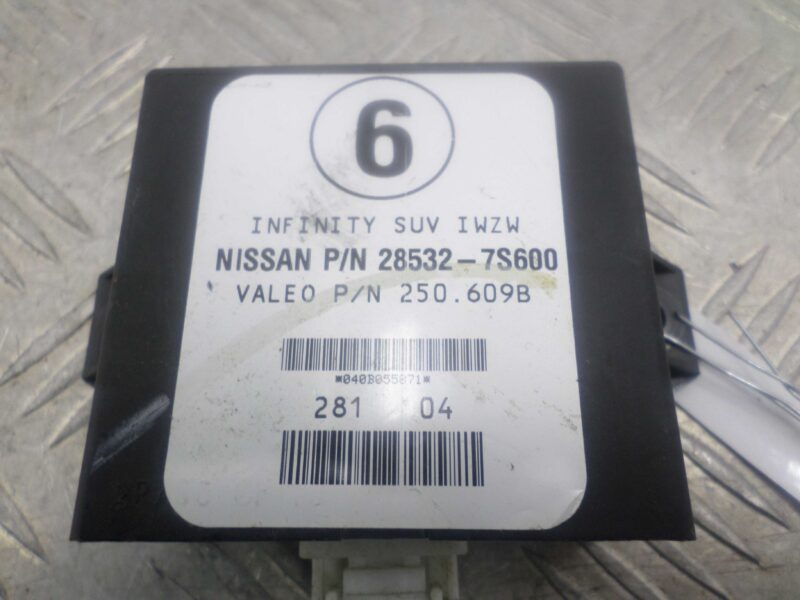 6
INFINITY SUV IWZW
NISSAN P/N 28532-7S600
VALEO P/N 250.609B
*040B055871*
281 04